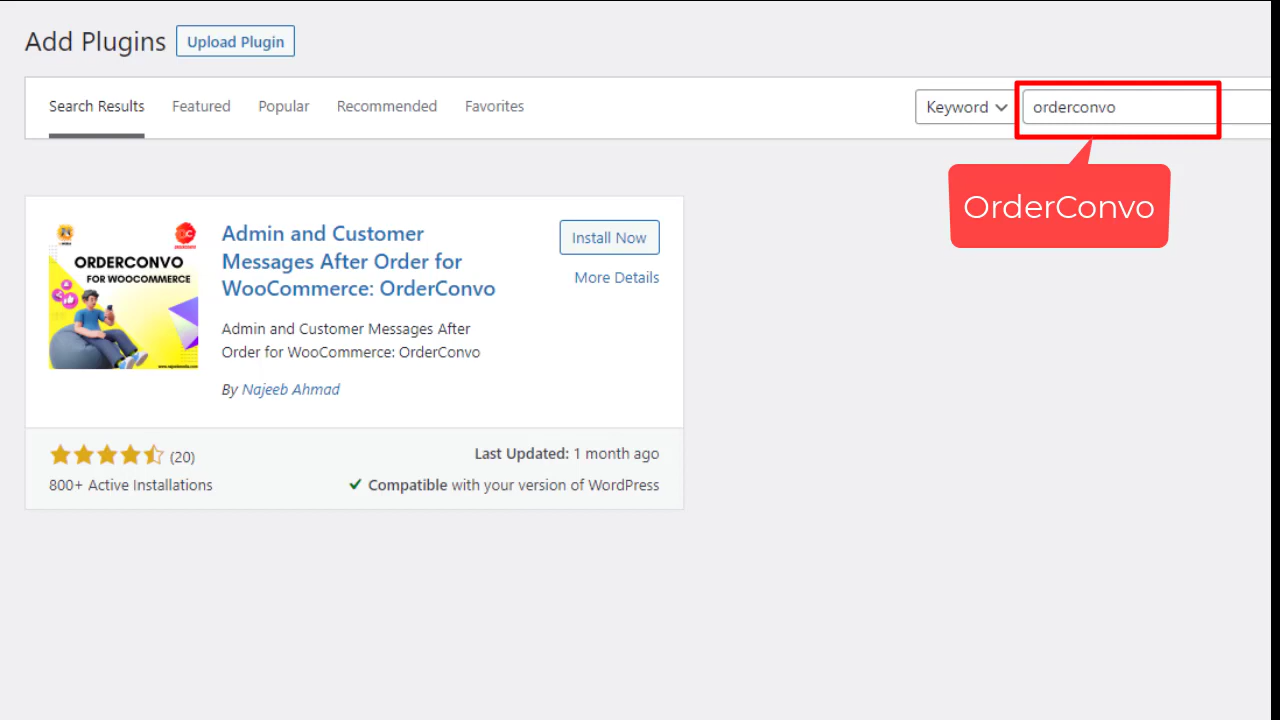 Add Plugins Upload Plugin
Search Results Featured Popular Recommended Favorites Keyword orderconvo
OrderConvo
ORDERCONVO
FOR WOOCOMMERCE
Admin and Customer
Messages After Order for
WooCommerce: OrderConvo
Install Now
More Details
Admin and Customer Messages After
Order for WooCommerce: OrderConvo
By Najeeb Ahmad
(20)
Last Updated: 1 month ago
800+ Active Installations
Compatible with your version of WordPress